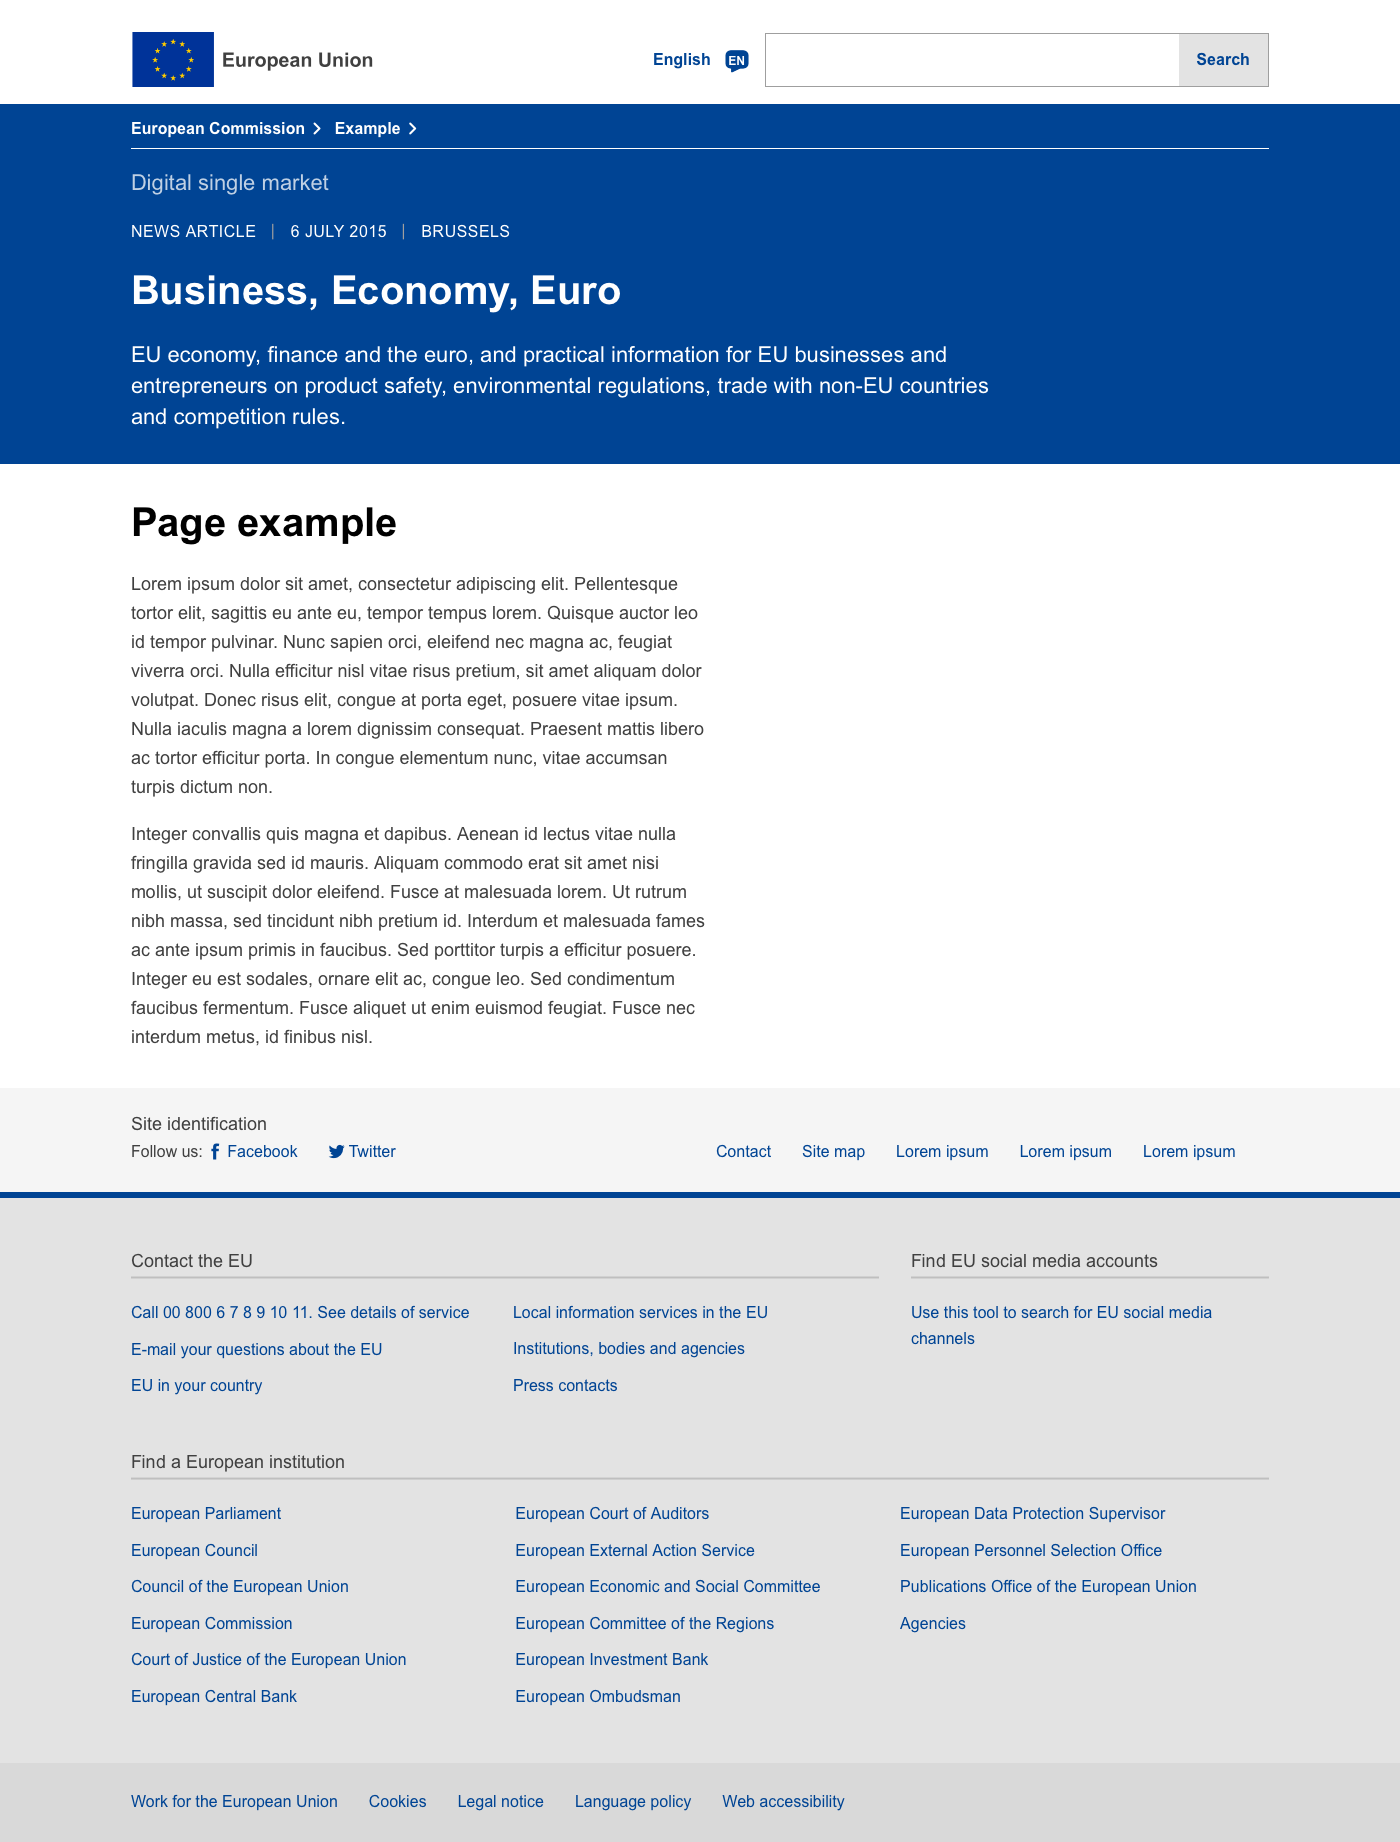 European Union
English EN Search
European Commission Example
Digital single market
NEWS ARTICLE | 6 JULY 2015 | BRUSSELS
Business, Economy, Euro
EU economy, finance and the euro, and practical information for EU businesses and
entrepreneurs on product safety, environmental regulations, trade with non-EU countries
and competition rules.
Page example
Lorem ipsum dolor sit amet, consectetur adipiscing elit. Pellentesque
tortor elit, sagittis eu ante eu, tempor tempus lorem. Quisque auctor leo
id tempor pulvinar. Nunc sapien orci, eleifend nec magna ac, feugiat
viverra orci. Nulla efficitur nisl vitae risus pretium, sit amet aliquam dolor
volutpat. Donec risus elit, congue at porta eget, posuere vitae ipsum.
Nulla iaculis magna a lorem dignissim consequat. Praesent mattis libero
ac tortor efficitur porta. In congue elementum nunc, vitae accumsan
turpis dictum non.
Integer convallis quis magna et dapibus. Aenean id lectus vitae nulla
fringilla gravida sed id mauris. Aliquam commodo erat sit amet nisi
mollis, ut suscipit dolor eleifend. Fusce at malesuada lorem. Ut rutrum
nibh massa, sed tincidunt nibh pretium id. Interdum et malesuada fames
ac ante ipsum primis in faucibus. Sed porttitor turpis a efficitur posuere.
Integer eu est sodales, ornare elit ac, congue leo. Sed condimentum
faucibus fermentum. Fusce aliquet ut enim euismod feugiat. Fusce nec
interdum metus, id finibus nisl.
Site identification
Follow us: Facebook Twitter Contact Site map Lorem ipsum Lorem ipsum Lorem ipsum
Contact the EU
Call 00 800 6 7 8 9 10 11. See details of service
E-mail your questions about the EU
EU in your country
Local information services in the EU
Institutions, bodies and agencies
Press contacts
Find EU social media accounts
Use this tool to search for EU social media
channels
Find a European institution
European Parliament
European Council
Council of the European Union
European Commission
Court of Justice of the European Union
European Central Bank
European Court of Auditors
European External Action Service
European Economic and Social Committee
European Committee of the Regions
European Investment Bank
European Ombudsman
European Data Protection Supervisor
European Personnel Selection Office
Publications Office of the European Union
Agencies
Work for the European Union Cookies Legal notice Language policy Web accessibility